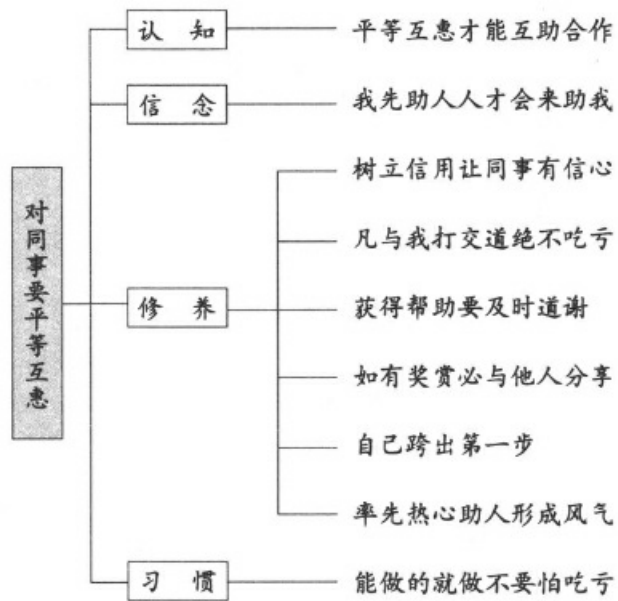 对同事要平等互惠
认知
平等互惠才能互助合作
信念
我先助人人才会来助我
修养
树立信用让同事有信心
凡与我打交道绝不吃亏
获得帮助要及时道谢
如有奖赏必与他人分享
自己跨出第一步
率先热心助人形成风气
习惯
能做的就做不要怕吃亏